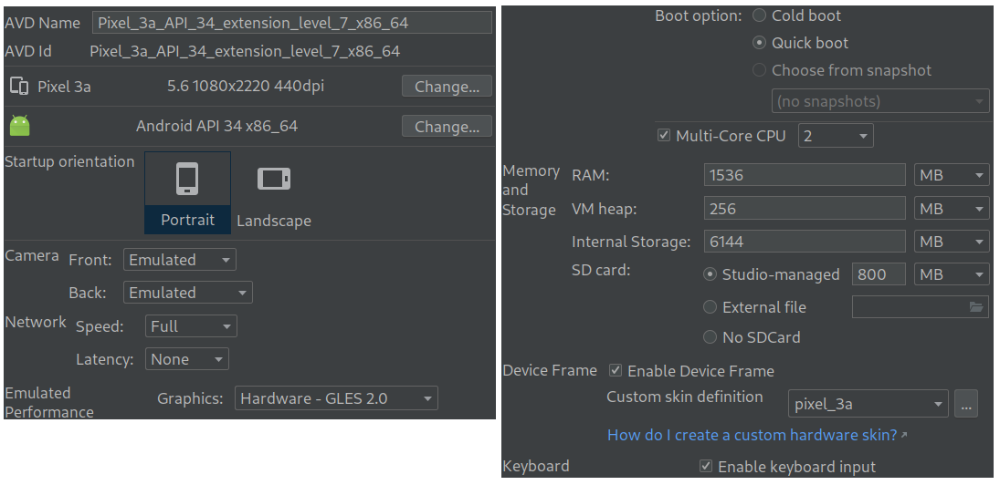 AVD Name Pixel_3a_API_34_extension_level_7_x86_64
AVD Id Pixel_3a_API_34_extension_level_7_x86_64
Pixel 3a 5.6 1080x2220 440dpi Change...
Android API 34 x86_64 Change...
Startup orientation
Portrait Landscape
Camera Front: Emulated
Back: Emulated
Network Speed: Full
Latency: None
Emulated
Performance
Graphics: Hardware - GLES 2.0
Boot option: Cold boot
Quick boot
Choose from snapshot
(no snapshots)
Multi-Core CPU 2
Memory
and
Storage
RAM: 1536 MB
VM heap: 256 MB
Internal Storage: 6144 MB
SD card: Studio-managed 800 MB
External file
No SDCard
Device Frame Enable Device Frame
Custom skin definition pixel_3a ...
How do I create a custom hardware skin? ↗
Keyboard Enable keyboard input